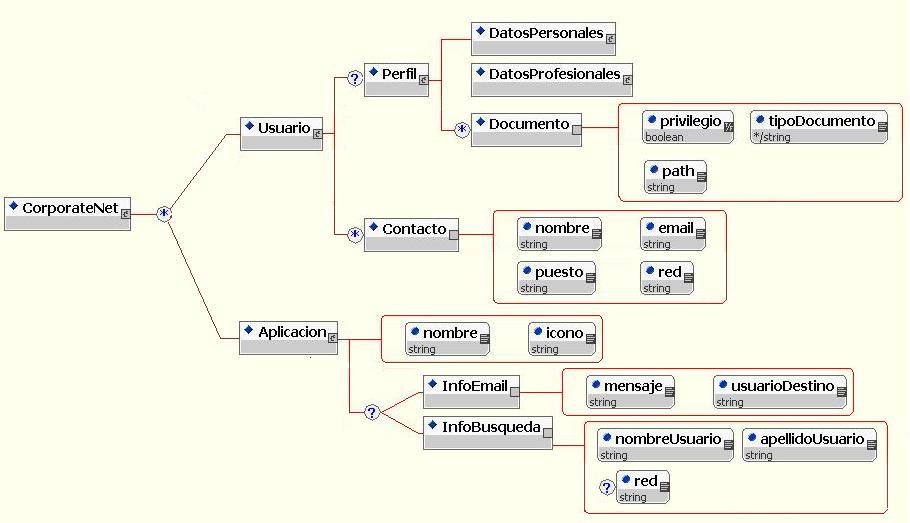 DatosPersonales
? Perfil
DatosProfesionales
Usuario
* Documento
privilegio
boolean
tipoDocumento
*/string
path
string
CorporateNet
*
* Contacto
nombre
string
email
string
puesto
string
red
string
Aplicacion
nombre
string
icono
string
?
InfoEmail
mensaje
string
usuarioDestino
string
InfoBusqueda
nombreUsuario
string
apellidoUsuario
string
? red
string